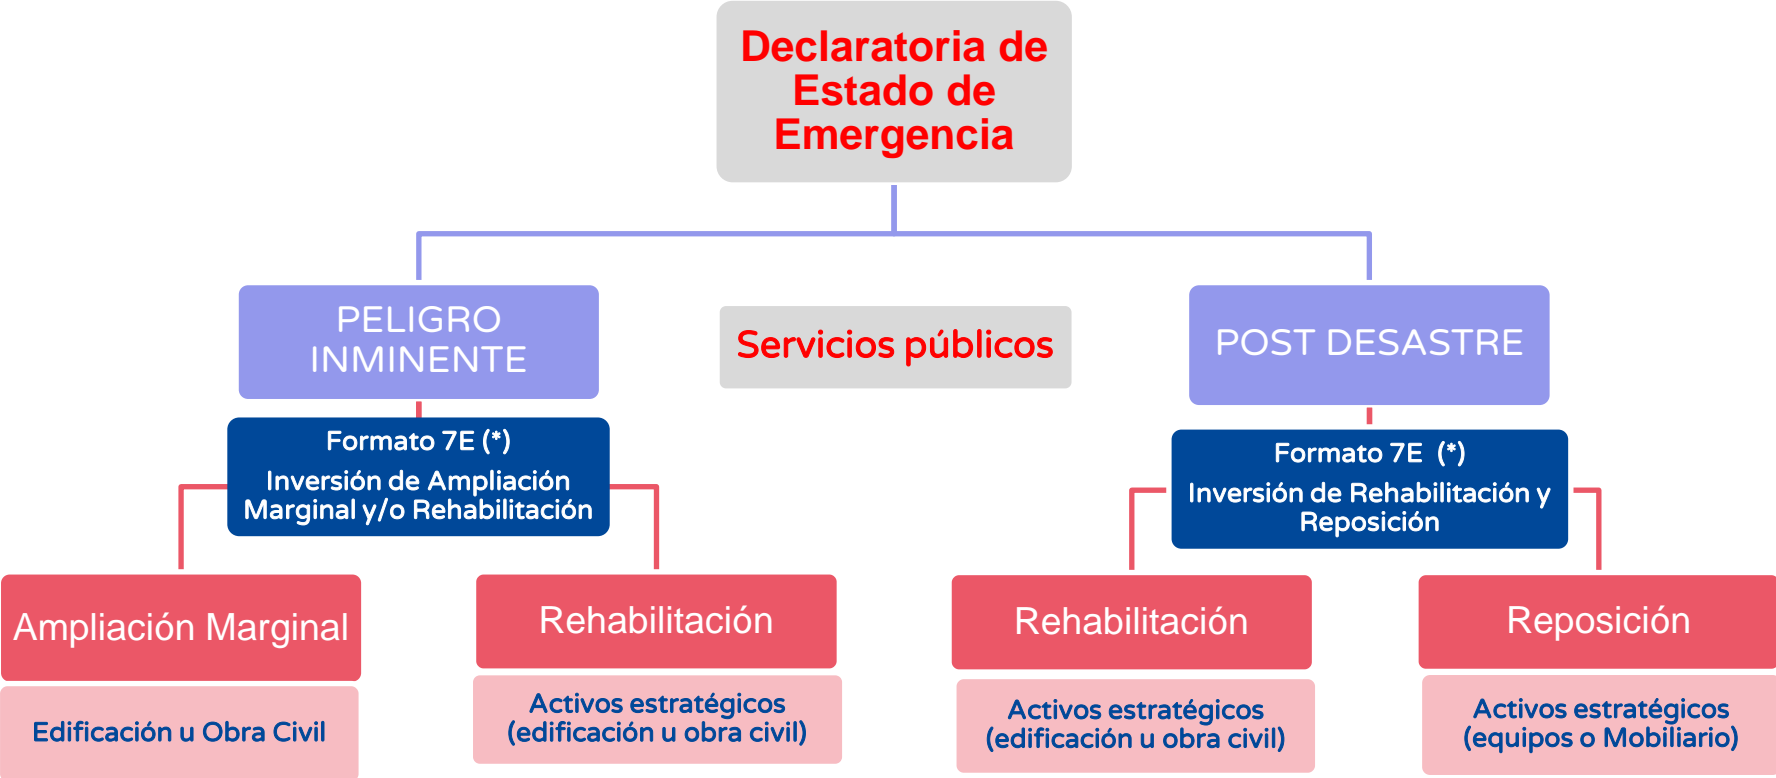 Declaratoria de
Estado de
Emergencia
PELIGRO
INMINENTE
Servicios públicos
POST DESASTRE
Formato 7E (*)
Inversión de Ampliación
Marginal y/o Rehabilitación
Formato 7E (*)
Inversión de Rehabilitación y
Reposición
Ampliación Marginal
Rehabilitación
Rehabilitación
Reposición
Edificación u Obra Civil
Activos estratégicos
(edificación u obra civil)
Activos estratégicos
(edificación u obra civil)
Activos estratégicos
(equipos o Mobiliario)